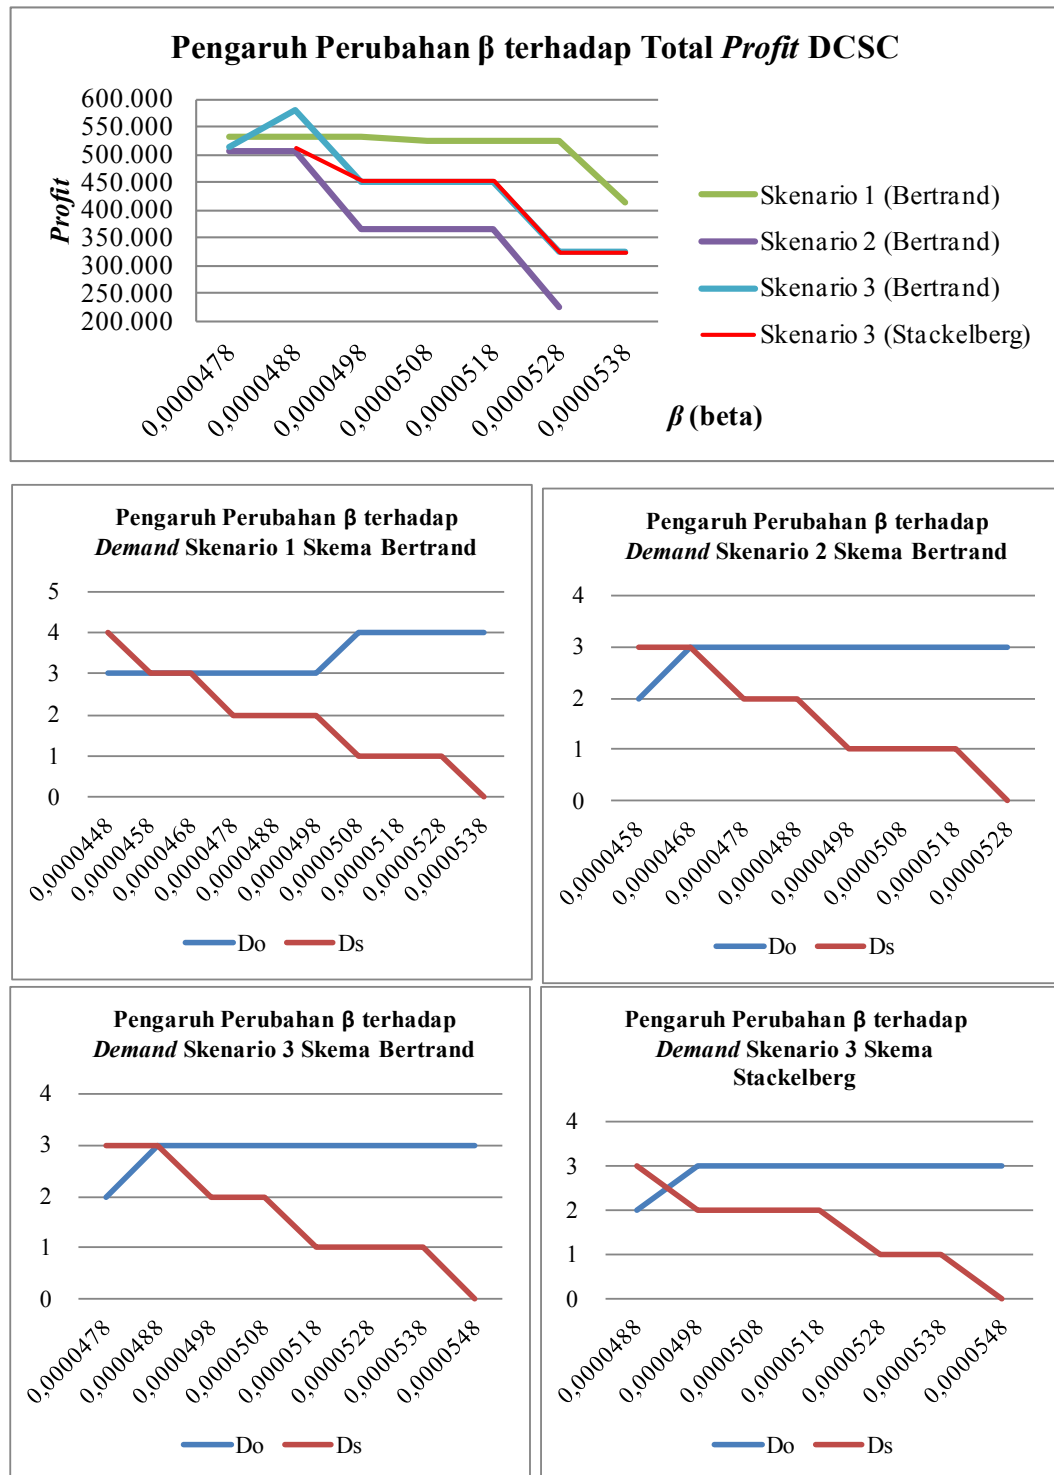 Pengaruh Perubahan β terhadap Total Profit DCSC
600.000
550.000
500.000
450.000
400.000
350.000
300.000
250.000
200.000
Profit
0,0000478
0,0000488
0,0000498
0,0000508
0,0000518
0,0000528
0,0000538
β (beta)
Skenario 1 (Bertrand)
Skenario 2 (Bertrand)
Skenario 3 (Bertrand)
Skenario 3 (Stackelberg)
Pengaruh Perubahan β terhadap
Demand Skenario 1 Skema Bertrand
5
4
3
2
1
0
0,0000448
0,0000458
0,0000468
0,0000478
0,0000488
0,0000498
0,0000508
0,0000518
0,0000528
0,0000538
Do
Ds
Pengaruh Perubahan β terhadap
Demand Skenario 2 Skema Bertrand
4
3
2
1
0
0,0000458
0,0000468
0,0000478
0,0000488
0,0000498
0,0000508
0,0000518
0,0000528
Do
Ds
Pengaruh Perubahan β terhadap
Demand Skenario 3 Skema Bertrand
4
3
2
1
0
0,0000478
0,0000488
0,0000498
0,0000508
0,0000518
0,0000528
0,0000538
0,0000548
Do
Ds
Pengaruh Perubahan β terhadap
Demand Skenario 3 Skema
Stackelberg
4
3
2
1
0
0,0000488
0,0000498
0,0000508
0,0000518
0,0000528
0,0000538
0,0000548
Do
Ds